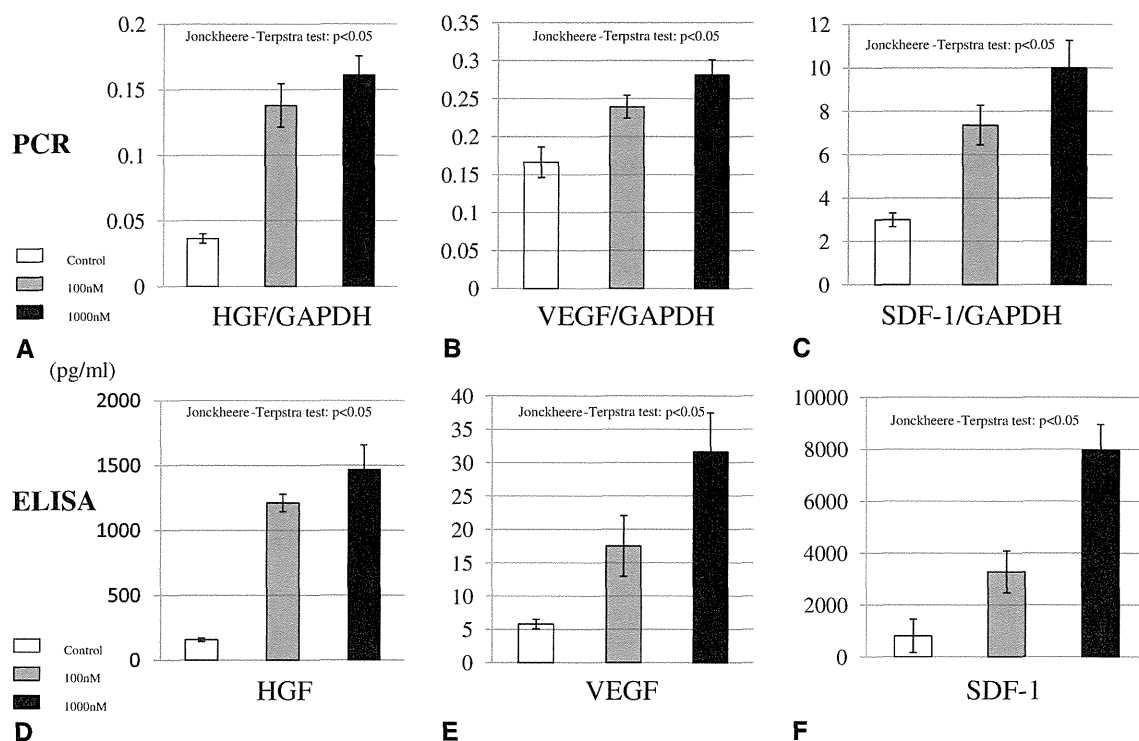 PCR
0.2
0.15
0.1
0.05
0
Jonckheere-Terpstra test: p<0.05
Control
100nM
1000nM
HGF/GAPDH
A
0.35
0.3
0.25
0.2
0.15
0.1
0.05
0
Jonckheere-Terpstra test: p<0.05
VEGF/GAPDH
B
12
10
8
6
4
2
0
Jonckheere-Terpstra test: p<0.05
SDF-1/GAPDH
C
ELISA
(pg/ml)
2000
1500
1000
500
0
Jonckheere-Terpstra test: p<0.05
Control
100nM
1000nM
HGF
D
40
35
30
25
20
15
10
5
0
Jonckheere-Terpstra test: p<0.05
VEGF
E
10000
8000
6000
4000
2000
0
Jonckheere-Terpstra test: p<0.05
SDF-1
F